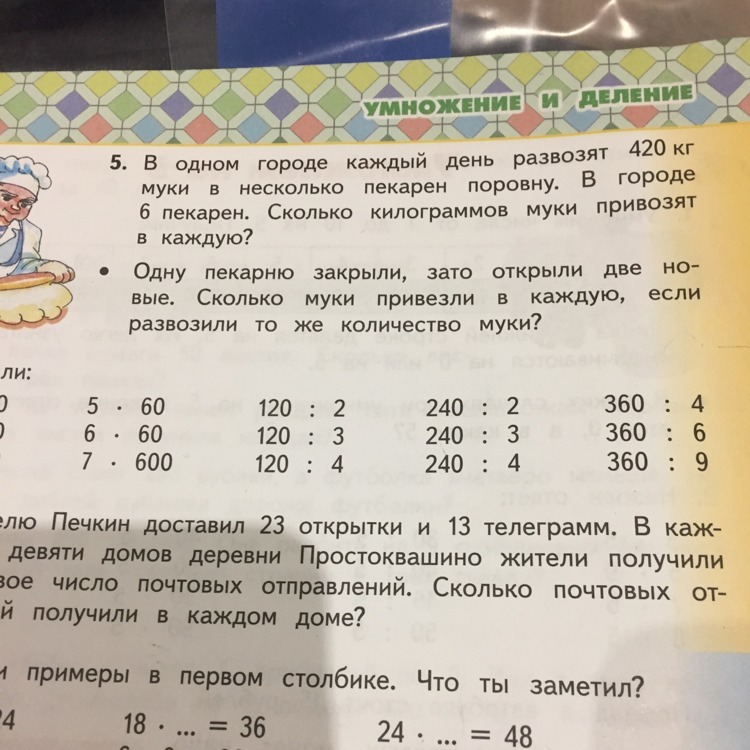 УМНОЖЕНИЕ И ДЕЛЕНИЕ
5. В одном городе каждый день развозят 420 кг
муки в несколько пекарен поровну. В городе
6 пекарен. Сколько килограммов муки привозят
в каждую?
• Одну пекарню закрыли, зато открыли две но-
вые. Сколько муки привезли в каждую, если
развозили то же количество муки?
ли:
0 5 · 60 120 : 2 240 : 2 360 : 4
0 6 · 60 120 : 3 240 : 3 360 : 6
7 · 600 120 : 4 240 : 4 360 : 9
елю Печкин доставил 23 открытки и 13 телеграмм. В каж-
девяти домов деревни Простоквашино жители получили
вое число почтовых отправлений. Сколько почтовых от-
й получили в каждом доме?
и примеры в первом столбике. Что ты заметил?
24 18 · ... = 36 24 · ... = 48